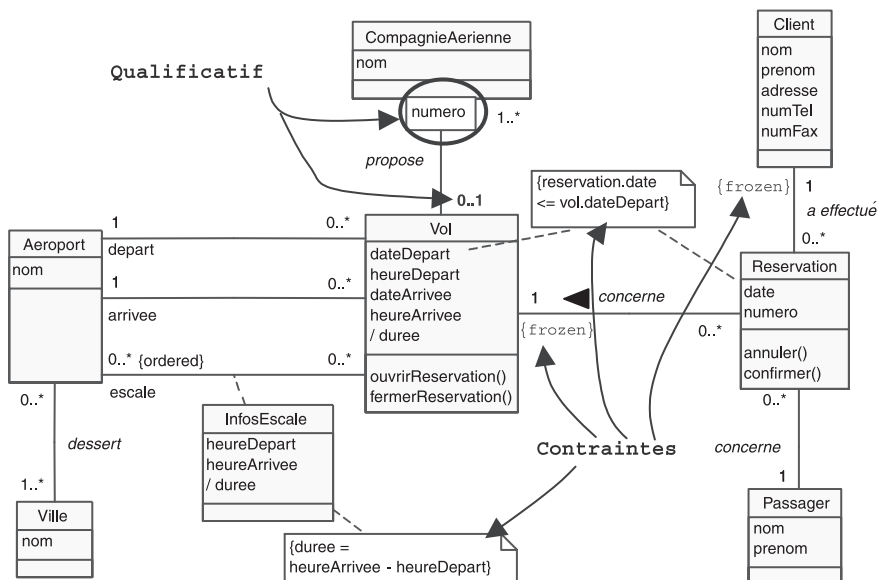 CompagnieAerienne
nom
Qualificatif
numero
1..*
propose
0..1
Client
nom
prenom
adresse
numTel
numFax
{reservation.date
<= vol.dateDepart}
{frozen}
1
a effectué
0..*
Aeroport
nom
1
depart
0..*
1
arrivee
0..*
0..* {ordered}
escale
0..*
Vol
dateDepart
heureDepart
dateArrivee
heureArrivee
/ duree
ouvrirReservation()
fermerReservation()
1
concerne
{frozen}
0..*
Reservation
date
numero
annuler()
confirmer()
0..*
dessert
1..*
Ville
nom
InfosEscale
heureDepart
heureArrivee
/ duree
Contraintes
0..*
concerne
1
Passager
nom
prenom
{duree =
heureArrivee - heureDepart}